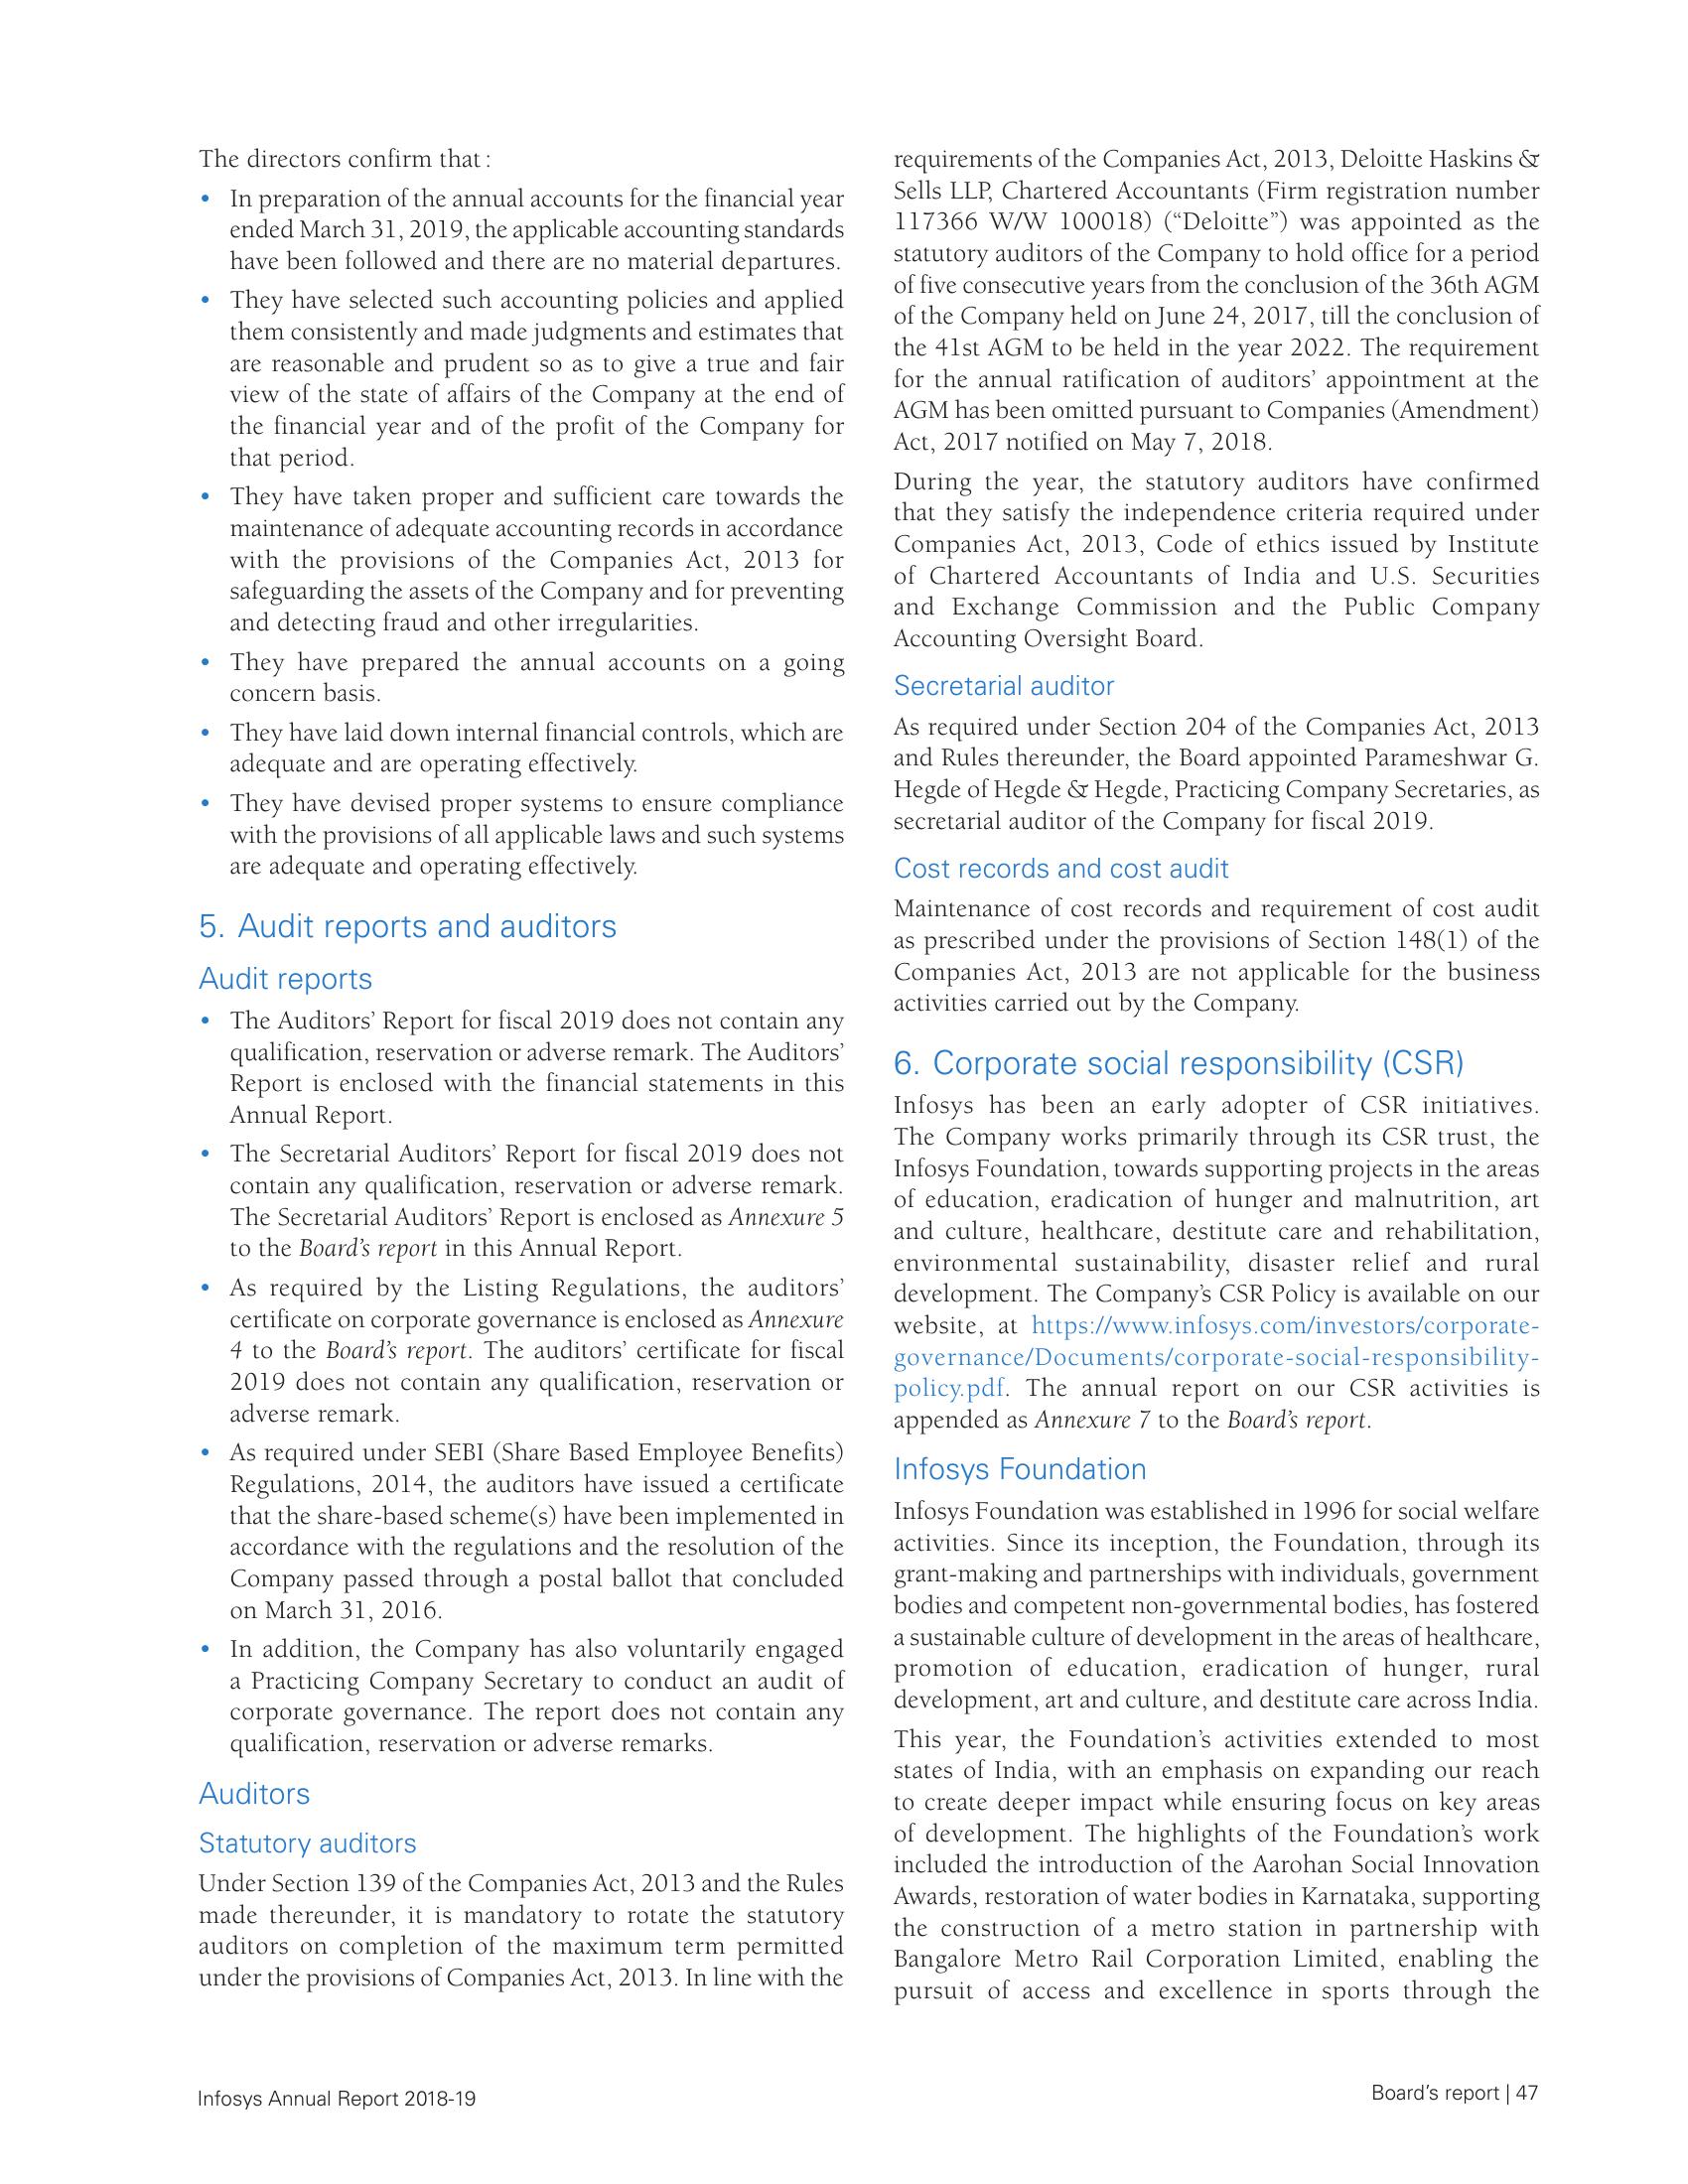 The directors confirm that :
• In preparation of the annual accounts for the financial year
ended March 31, 2019, the applicable accounting standards
have been followed and there are no material departures.
• They have selected such accounting policies and applied
them consistently and made judgments and estimates that
are reasonable and prudent so as to give a true and fair
view of the state of affairs of the Company at the end of
the financial year and of the profit of the Company for
that period.
• They have taken proper and sufficient care towards the
maintenance of adequate accounting records in accordance
with the provisions of the Companies Act, 2013 for
safeguarding the assets of the Company and for preventing
and detecting fraud and other irregularities.
• They have prepared the annual accounts on a going
concern basis.
• They have laid down internal financial controls, which are
adequate and are operating effectively.
• They have devised proper systems to ensure compliance
with the provisions of all applicable laws and such systems
are adequate and operating effectively.
5. Audit reports and auditors
Audit reports
• The Auditors’ Report for fiscal 2019 does not contain any
qualification, reservation or adverse remark. The Auditors’
Report is enclosed with the financial statements in this
Annual Report.
• The Secretarial Auditors’ Report for fiscal 2019 does not
contain any qualification, reservation or adverse remark.
The Secretarial Auditors’ Report is enclosed as Annexure 5
to the Board’s report in this Annual Report.
• As required by the Listing Regulations, the auditors’
certificate on corporate governance is enclosed as Annexure
4 to the Board’s report. The auditors’ certificate for fiscal
2019 does not contain any qualification, reservation or
adverse remark.
• As required under SEBI (Share Based Employee Benefits)
Regulations, 2014, the auditors have issued a certificate
that the share-based scheme(s) have been implemented in
accordance with the regulations and the resolution of the
Company passed through a postal ballot that concluded
on March 31, 2016.
• In addition, the Company has also voluntarily engaged
a Practicing Company Secretary to conduct an audit of
corporate governance. The report does not contain any
qualification, reservation or adverse remarks.
Auditors
Statutory auditors
Under Section 139 of the Companies Act, 2013 and the Rules
made thereunder, it is mandatory to rotate the statutory
auditors on completion of the maximum term permitted
under the provisions of Companies Act, 2013. In line with the
requirements of the Companies Act, 2013, Deloitte Haskins &
Sells LLP, Chartered Accountants (Firm registration number
117366 W/W 100018) (“Deloitte”) was appointed as the
statutory auditors of the Company to hold office for a period
of five consecutive years from the conclusion of the 36th AGM
of the Company held on June 24, 2017, till the conclusion of
the 41st AGM to be held in the year 2022. The requirement
for the annual ratification of auditors’ appointment at the
AGM has been omitted pursuant to Companies (Amendment)
Act, 2017 notified on May 7, 2018.
During the year, the statutory auditors have confirmed
that they satisfy the independence criteria required under
Companies Act, 2013, Code of ethics issued by Institute
of Chartered Accountants of India and U.S. Securities
and Exchange Commission and the Public Company
Accounting Oversight Board.
Secretarial auditor
As required under Section 204 of the Companies Act, 2013
and Rules thereunder, the Board appointed Parameshwar G.
Hegde of Hegde & Hegde, Practicing Company Secretaries, as
secretarial auditor of the Company for fiscal 2019.
Cost records and cost audit
Maintenance of cost records and requirement of cost audit
as prescribed under the provisions of Section 148(1) of the
Companies Act, 2013 are not applicable for the business
activities carried out by the Company.
6. Corporate social responsibility (CSR)
Infosys has been an early adopter of CSR initiatives.
The Company works primarily through its CSR trust, the
Infosys Foundation, towards supporting projects in the areas
of education, eradication of hunger and malnutrition, art
and culture, healthcare, destitute care and rehabilitation,
environmental sustainability, disaster relief and rural
development. The Company’s CSR Policy is available on our
website, at https://www.infosys.com/investors/corporate-
governance/Documents/corporate-social-responsibility-
policy.pdf. The annual report on our CSR activities is
appended as Annexure 7 to the Board’s report.
Infosys Foundation
Infosys Foundation was established in 1996 for social welfare
activities. Since its inception, the Foundation, through its
grant-making and partnerships with individuals, government
bodies and competent non-governmental bodies, has fostered
a sustainable culture of development in the areas of healthcare,
promotion of education, eradication of hunger, rural
development, art and culture, and destitute care across India.
This year, the Foundation’s activities extended to most
states of India, with an emphasis on expanding our reach
to create deeper impact while ensuring focus on key areas
of development. The highlights of the Foundation’s work
included the introduction of the Aarohan Social Innovation
Awards, restoration of water bodies in Karnataka, supporting
the construction of a metro station in partnership with
Bangalore Metro Rail Corporation Limited, enabling the
pursuit of access and excellence in sports through the
Infosys Annual Report 2018-19
Board’s report | 47